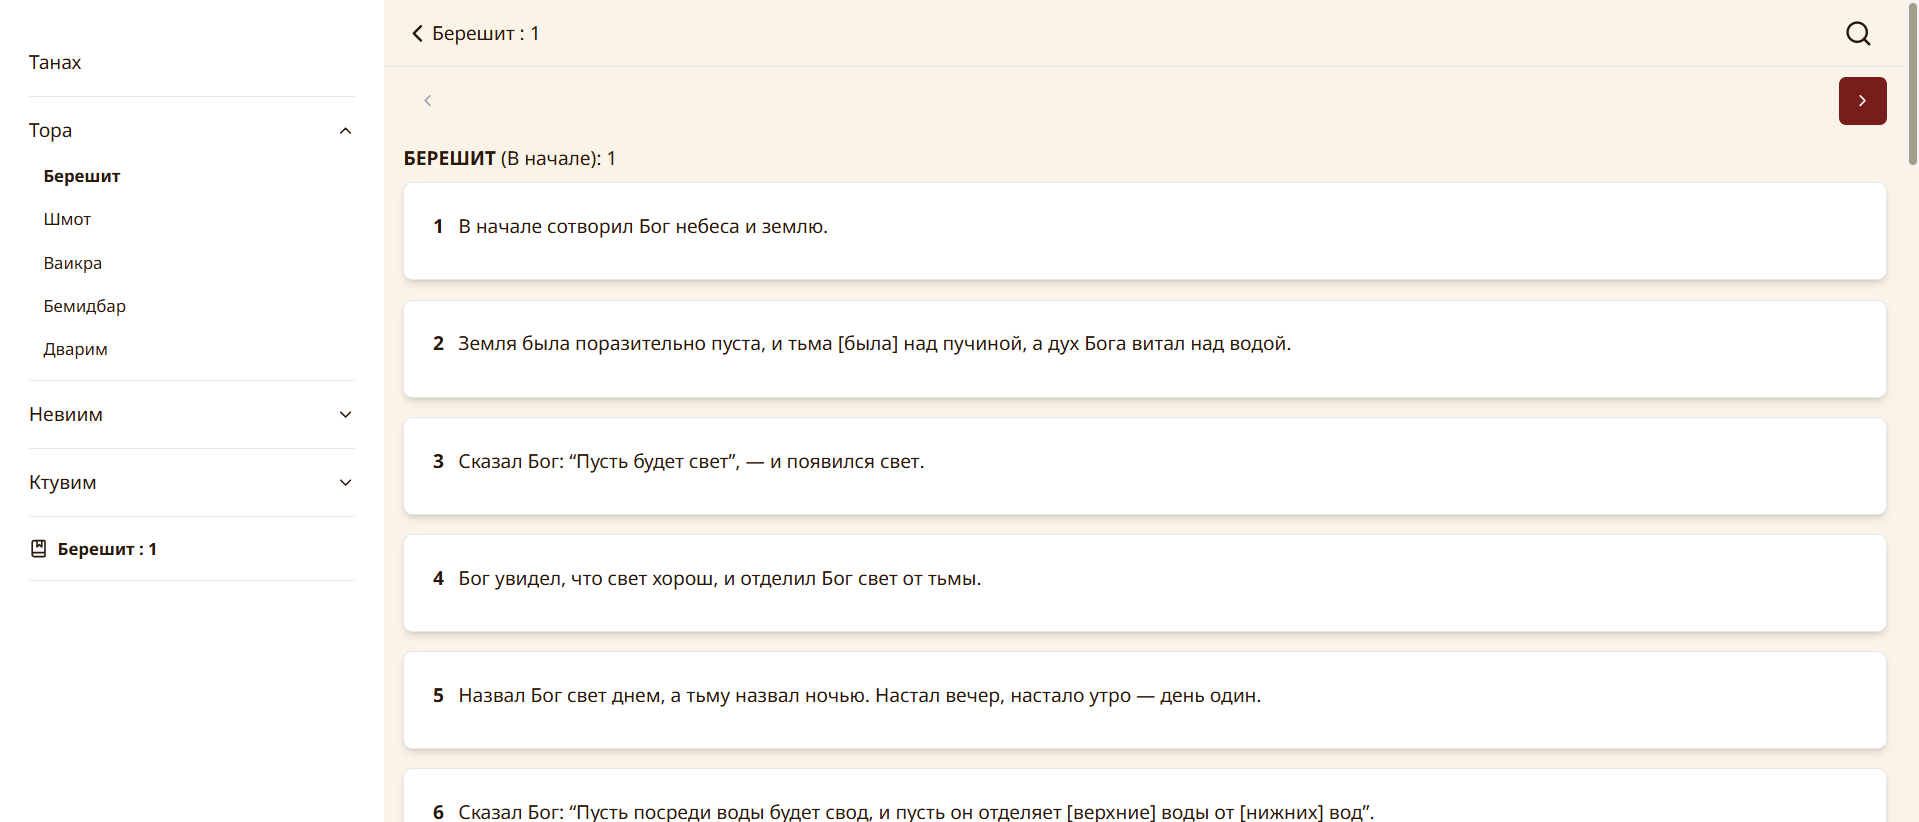 Танах
Тора
Берешит
Шмот
Ваикра
Бемидбар
Дварим
Невиим
Ктувим
Берешит : 1
Берешит : 1
БЕРЕШИТ (В начале): 1
1 В начале сотворил Бог небеса и землю.
2 Земля была поразительно пуста, и тьма [была] над пучиной, а дух Бога витал над водой.
3 Сказал Бог: “Пусть будет свет”, — и появился свет.
4 Бог увидел, что свет хорош, и отделил Бог свет от тьмы.
5 Назвал Бог свет днем, а тьму назвал ночью. Настал вечер, настало утро — день один.
6 Сказал Бог: “Пусть посреди воды будет свод, и пусть он отделяет [верхние] воды от [нижних] вод”.